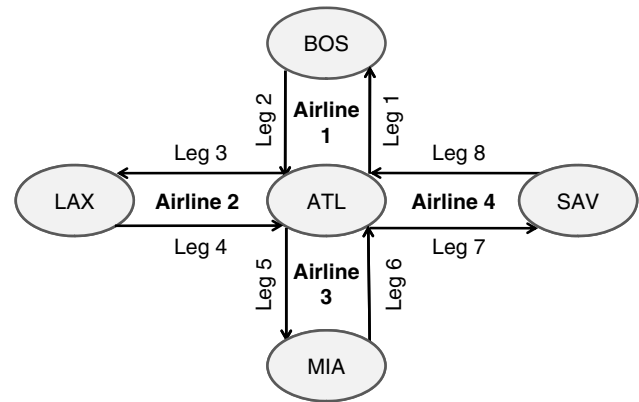 BOS
Leg 2
Airline
1
Leg 1
Leg 3
Leg 8
LAX
Airline 2
ATL
Airline 4
SAV
Leg 4
Leg 7
Leg 5
Airline
3
Leg 6
MIA